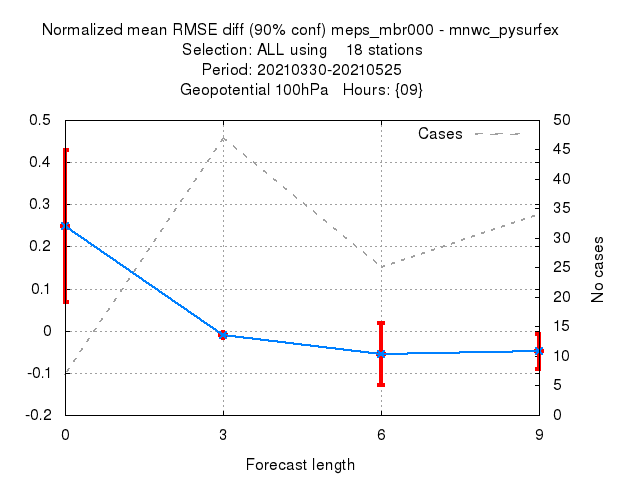 Normalized mean RMSE diff (90% conf) meps_mbr000 - mnwc_pysurfex
Selection: ALL using    18 stations
Period: 20210330-20210525
Geopotential 100hPa   Hours: {09}
Cases
0.5
0.4
0.3
0.2
0.1
0
-0.1
-0.2
50
45
40
35
30
25
20
15
10
5
0
No cases
0 3 6 9
Forecast length